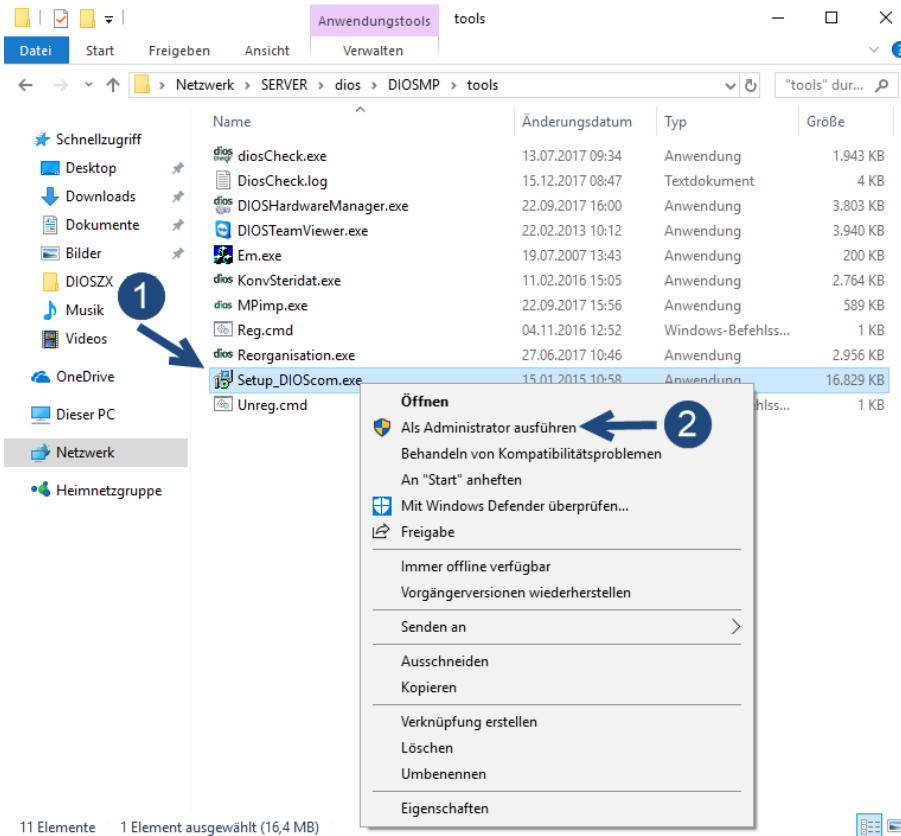 Anwendungstools tools
Datei Start Freigeben Ansicht Verwalten
Netzwerk > SERVER > dios > DIOSMP > tools "tools" dur...
Name Änderungsdatum Typ Größe
Schnellzugriff
Desktop
Downloads
Dokumente
Bilder
DIOSZX
Musik
Videos
OneDrive
Dieser PC
Netzwerk
Heimnetzgruppe
diosCheck.exe 13.07.2017 09:34 Anwendung 1.943 KB
DiosCheck.log 15.12.2017 08:47 Textdokument 4 KB
dios DIOSHardwareManager.exe 22.09.2017 16:00 Anwendung 3.803 KB
DIOSTeamViewer.exe 22.02.2013 10:12 Anwendung 3.940 KB
Em.exe 19.07.2007 13:43 Anwendung 200 KB
dios KonvSteridat.exe 11.02.2016 15:05 Anwendung 2.764 KB
dios MPimp.exe 22.09.2017 15:56 Anwendung 589 KB
Reg.cmd 04.11.2016 12:52 Windows-Befehlss... 1 KB
dios Reorganisation.exe 27.06.2017 10:46 Anwendung 2.956 KB
Setup_DIOScom.exe 15.01.2015 10:58 Anwendung 16.829 KB
Unreg.cmd ehlss... 1 KB
1
2
Öffnen
Als Administrator ausführen
Behandeln von Kompatibilitätsproblemen
An "Start" anheften
Mit Windows Defender überprüfen...
Freigabe
Immer offline verfügbar
Vorgängerversionen wiederherstellen
Senden an
Ausschneiden
Kopieren
Verknüpfung erstellen
Löschen
Umbenennen
Eigenschaften
11 Elemente 1 Element ausgewählt (16,4 MB)